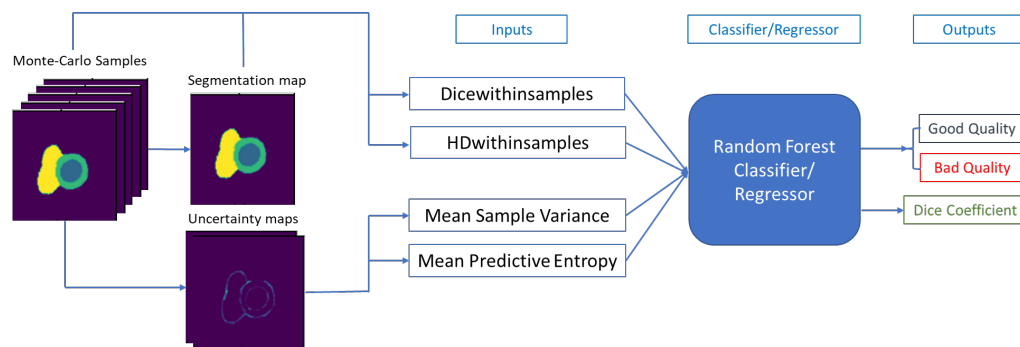 Inputs
Classifier/Regressor
Outputs
Monte-Carlo Samples
Segmentation map
Dicewithinsamples
HDwithinsamples
Uncertainty maps
Mean Sample Variance
Mean Predictive Entropy
Random Forest
Classifier/
Regressor
Good Quality
Bad Quality
Dice Coefficient